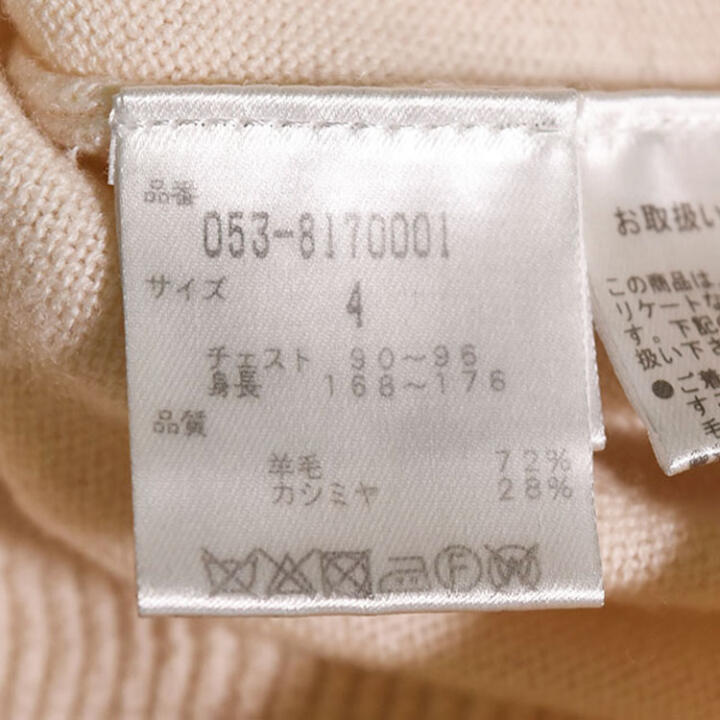 品番
053-8170001
サイズ 4
チェスト 90～96
身長 168～176
品質
羊毛 72%
カシミヤ 28%
お取扱い
この商品は
リケートな
す。下記の
扱い下さ
●ご着
する
毛